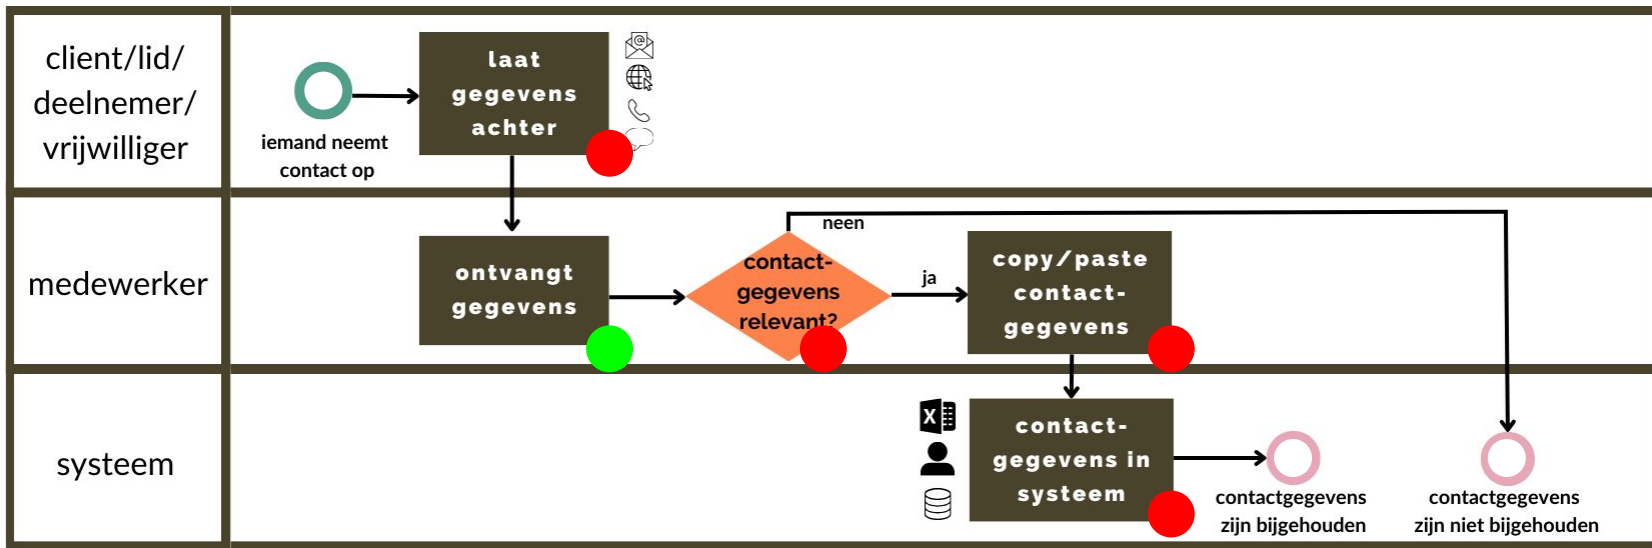 client/lid/
deelnemer/
vrijwilliger
iemand neemt
contact op
laat
gegevens
achter
medewerker
ontvangt
gegevens
contact-
gegevens
relevant?
neen
ja
copy/paste
contact-
gegevens
systeem
X
contact-
gegevens in
systeem
contactgegevens
zijn bijgehouden
contactgegevens
zijn niet bijgehouden